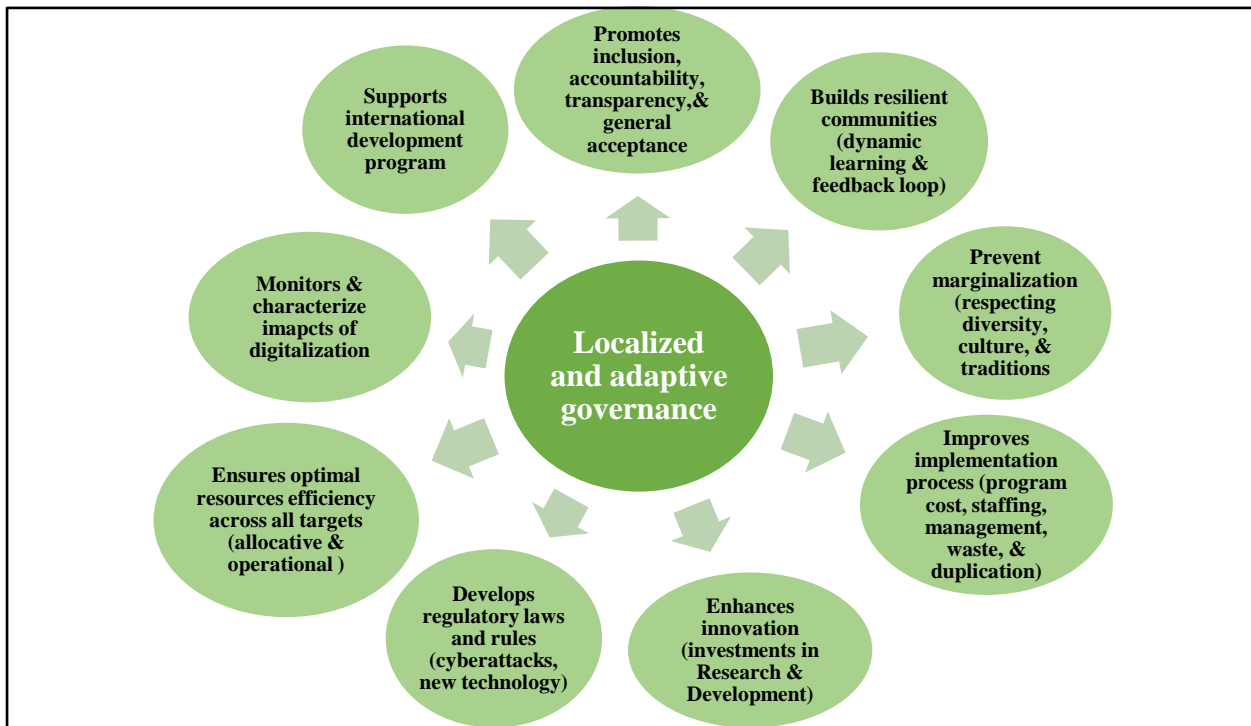 Promotes
inclusion,
accountability,
transparency,&
general
acceptance
Builds resilient
communities
(dynamic
learning &
feedback loop)
Prevent
marginalization
(respecting
diversity,
culture, &
traditions
Improves
implementation
process (program
cost, staffing,
management,
waste, &
duplication)
Enhances
innovation
(investments in
Research &
Development)
Develops
regulatory laws
and rules
(cyberattacks,
new technology)
Ensures optimal
resources efficiency
across all targets
(allocative &
operational )
Monitors &
characterize
imapcts of
digitalization
Supports
international
development
program
Localized
and adaptive
governance